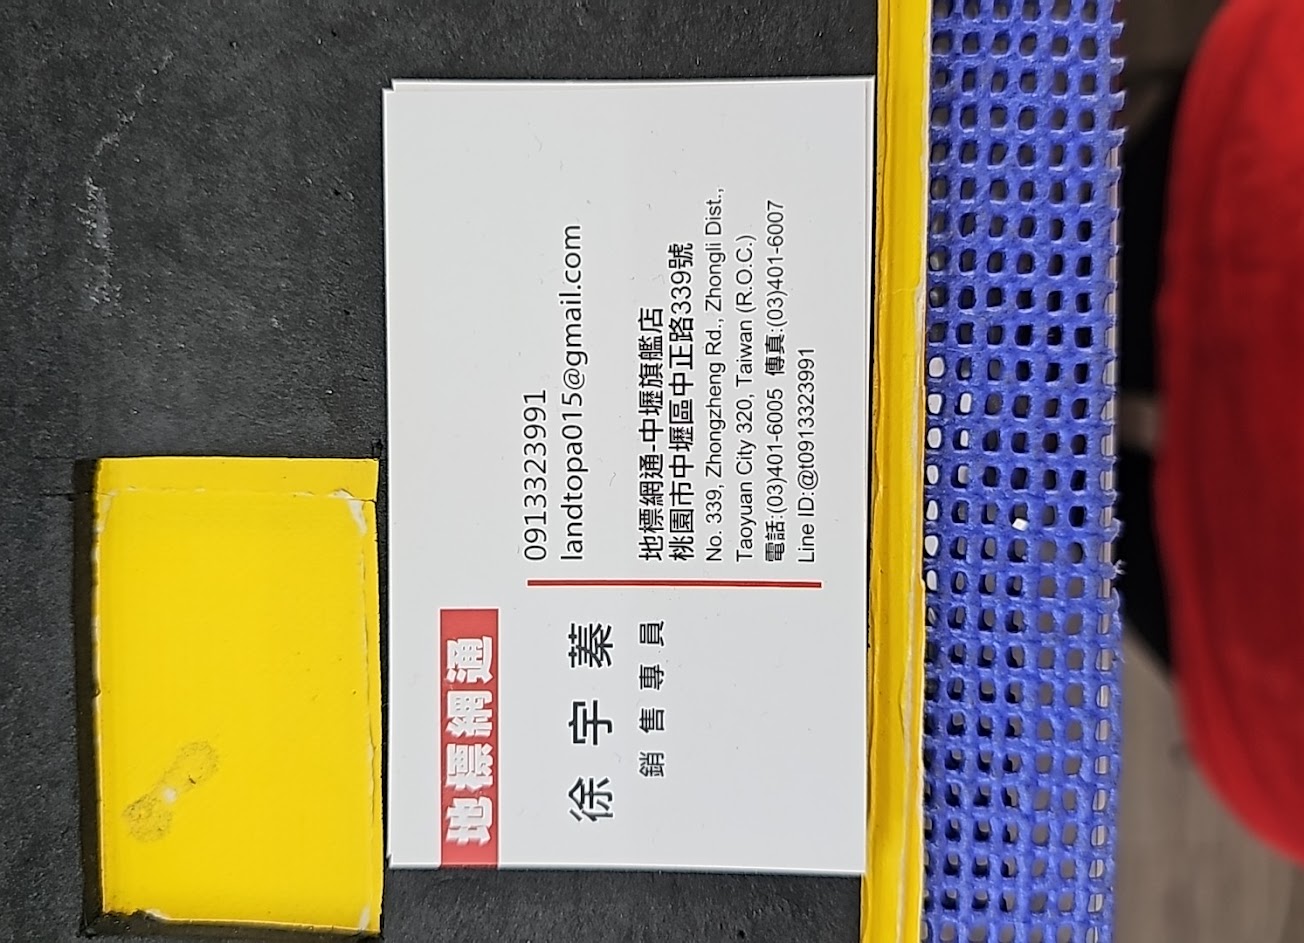 地標網通
徐宇蓁
銷售專員
0913323991
landtopa015@gmail.com
地標網通-中壢旗艦店
桃園市中壢區中正路339號
No. 339, Zhongzheng Rd., Zhongli Dist.,
Taoyuan City 320, Taiwan (R.O.C.)
電話:(03)401-6005 傳真:(03)401-6007
Line ID:@t0913323991